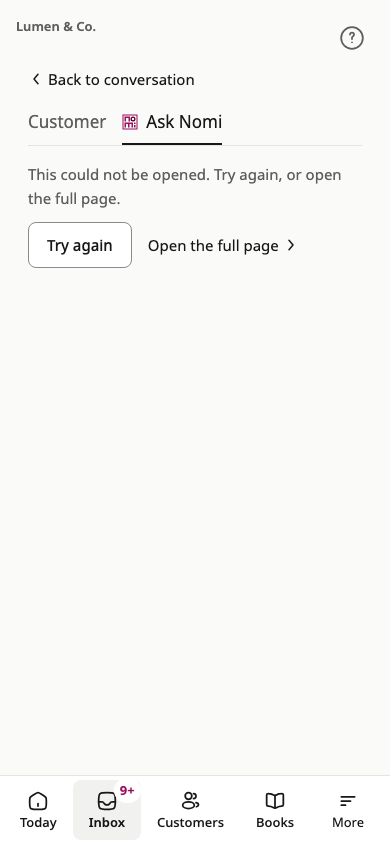 Lumen & Co.
Back to conversation
Customer
Ask Nomi
This could not be opened. Try again, or open
the full page.
Try again
Open the full page
9+
Today
Inbox
Customers
Books
More